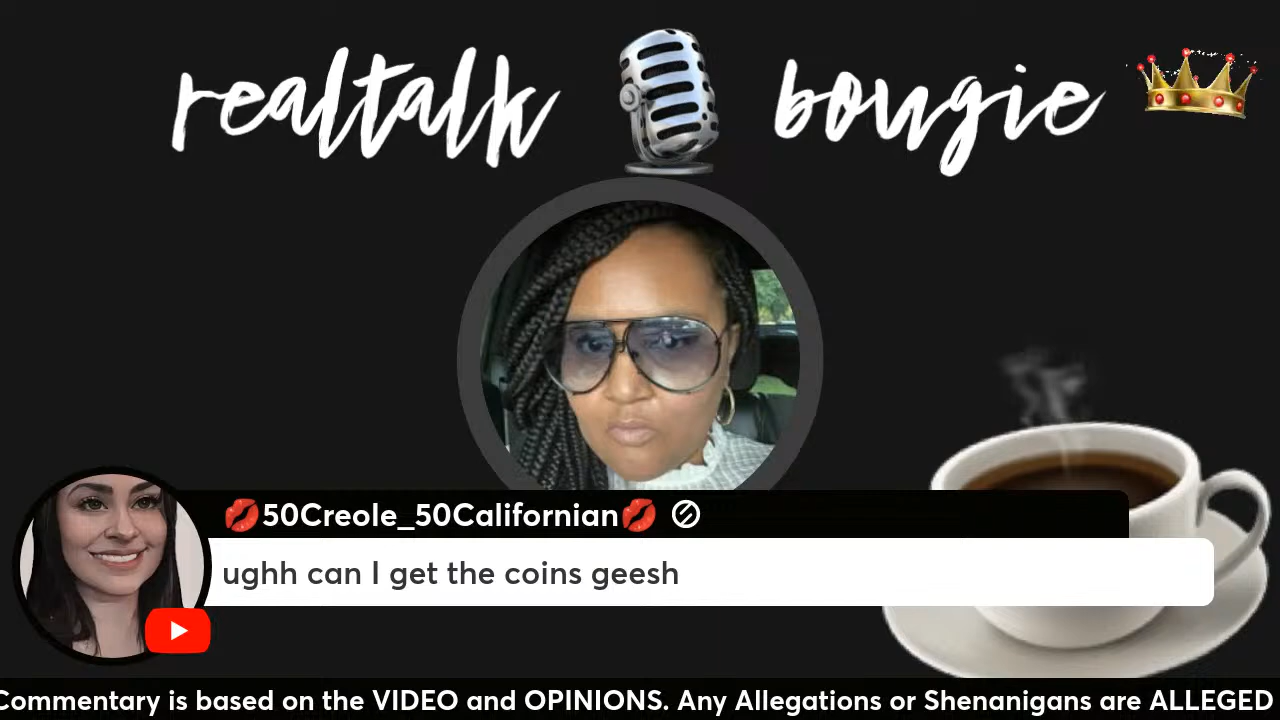 realtalk bougie
💋50Creole_50Californian💋
ughh can I get the coins geesh
Commentary is based on the VIDEO and OPINIONS. Any Allegations or Shenanigans are ALLEGED